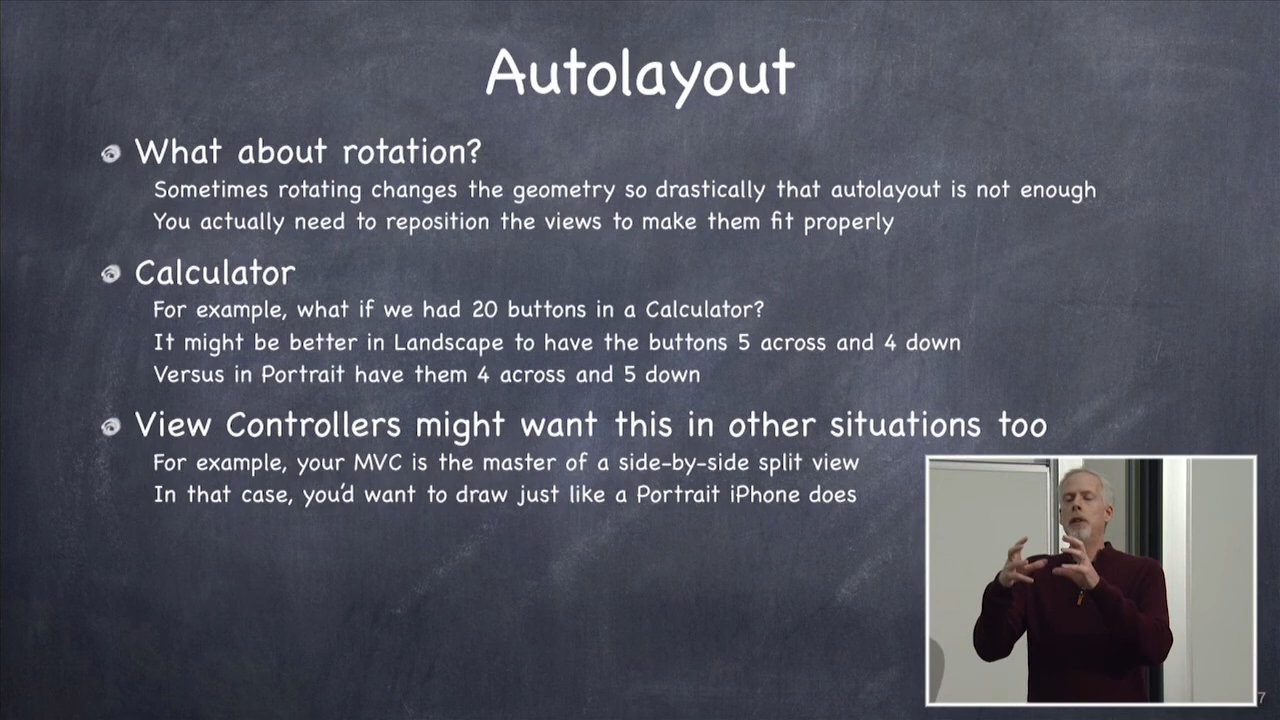 Autolayout
What about rotation?
Sometimes rotating changes the geometry so drastically that autolayout is not enough
You actually need to reposition the views to make them fit properly
Calculator
For example, what if we had 20 buttons in a Calculator?
It might be better in Landscape to have the buttons 5 across and 4 down
Versus in Portrait have them 4 across and 5 down
View Controllers might want this in other situations too
For example, your MVC is the master of a side-by-side split view
In that case, you'd want to draw just like a Portrait iPhone does
7